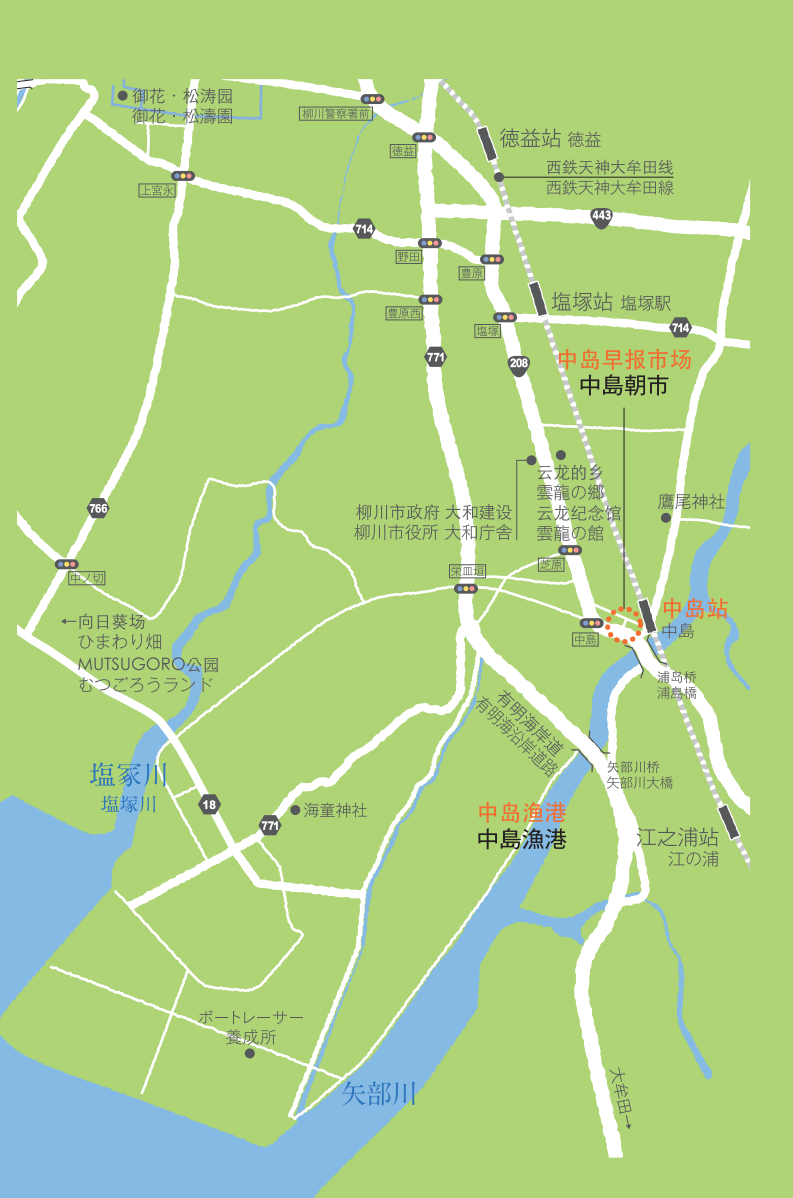 御花・松涛园
御花・松濤園
柳川警察署前
徳益
徳益站 徳益
西鉄天神大牟田线
西鉄天神大牟田線
上宮永
443
714
野田
豊原
塩塚站 塩塚駅
豊原西
塩塚
714
771
208
中岛早报市场
中島朝市
云龙的乡
雲龍の郷
云龙纪念馆
雲龍の館
柳川市政府 大和建设
柳川市役所 大和庁舎
鷹尾神社
766
中ノ切
芝原
栄皿垣
中島
中岛站
中島
←向日葵场
ひまわり畑
MUTSUGORO公园
むつごろうランド
浦岛桥
浦島橋
有明海岸道
有明海沿岸道路
矢部川桥
矢部川大橋
塩冢川
塩塚川
18
771
海童神社
中岛渔港
中島漁港
江之浦站
江の浦
ボートレーサー
養成所
矢部川
大牟田→